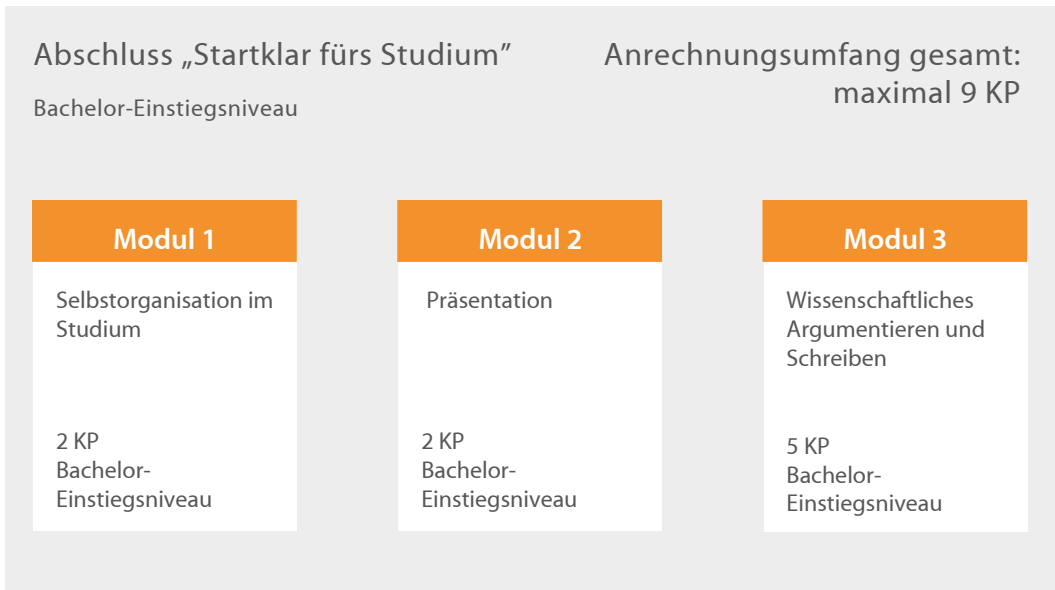 Abschluss „Startklar fürs Studium”
Bachelor-Einstiegsniveau
Anrechnungsumfang gesamt:
maximal 9 KP
Modul 1
Selbstorganisation im
Studium
2 KP
Bachelor-
Einstiegsniveau
Modul 2
Präsentation
2 KP
Bachelor-
Einstiegsniveau
Modul 3
Wissenschaftliches
Argumentieren und
Schreiben
5 KP
Bachelor-
Einstiegsniveau